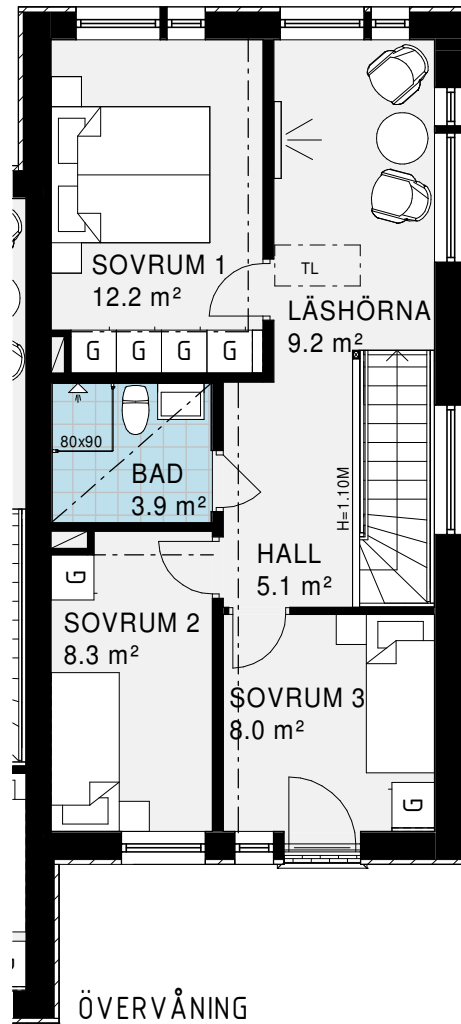 SOVRUM 1
12.2 m²
TL
LÄSHÖRNA
9.2 m²
G G G G
80x90
BAD
3.9 m²
H=1.10M
HALL
5.1 m²
G
SOVRUM 2
8.3 m²
SOVRUM 3
8.0 m²
G
ÖVERVÅNING